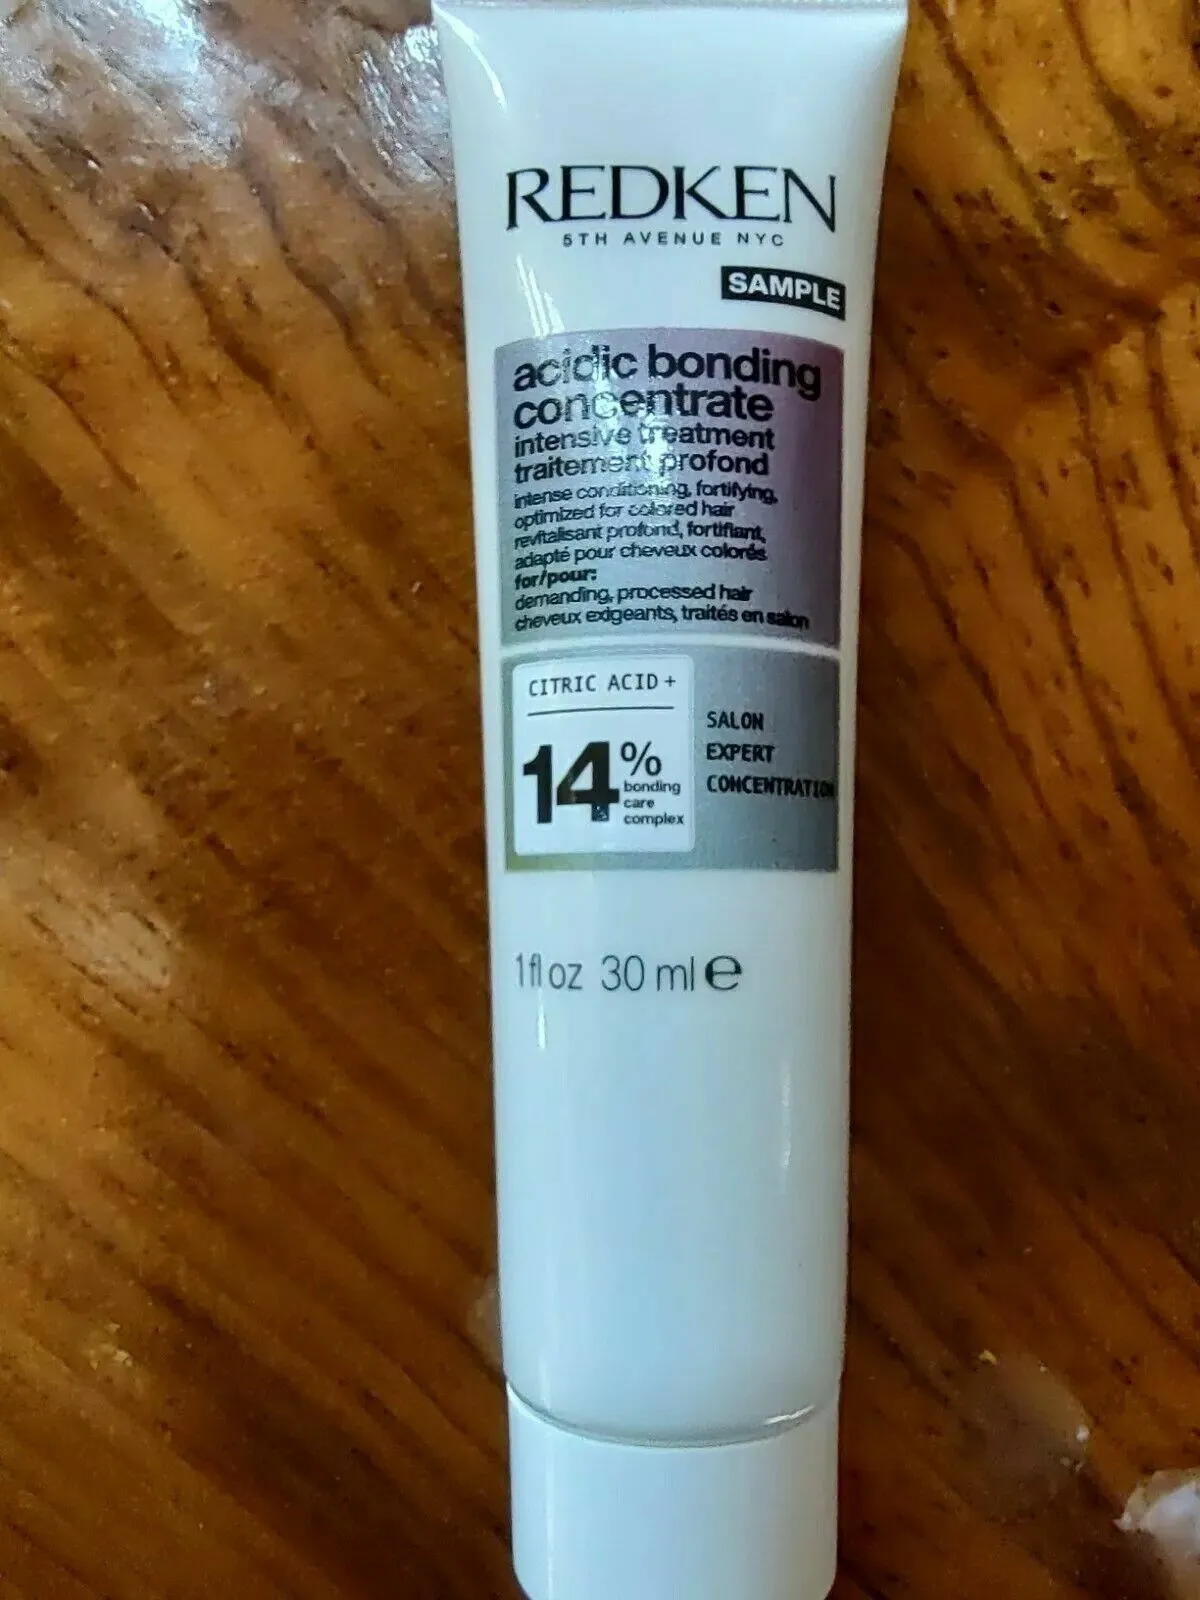 REDKEN
5TH AVENUE NYC
SAMPLE
acidic bonding
concentrate
intensive treatment
traitement profond
intense conditioning, fortifying,
optimized for colored hair
revitalisant profond, fortifiant,
adapté pour cheveux colorés
for/pour:
demanding, processed hair
cheveux exigeants, traités en salon
CITRIC ACID +
14%
bonding
care
complex
SALON
EXPERT
CONCENTRATION
1 fl oz 30 ml e